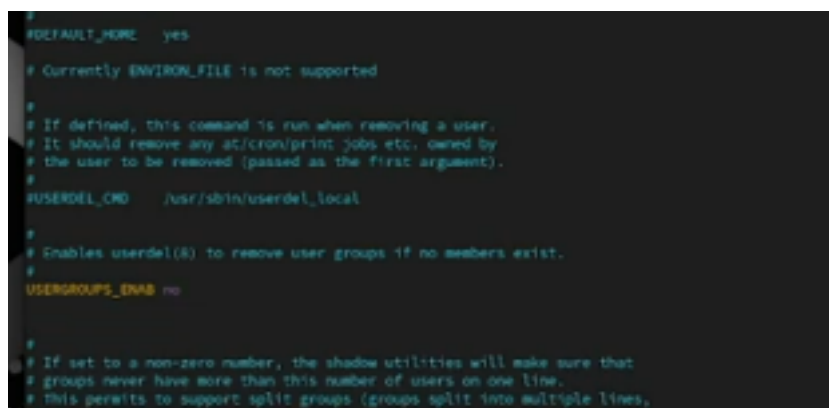 #
#DEFAULT_HOME yes
# Currently ENVIRON_FILE is not supported
#
# If defined, this command is run when removing a user.
# It should remove any at/cron/print jobs etc. owned by
# the user to be removed (passed as the first argument).
#
#USERDEL_CMD /usr/sbin/userdel_local
#
# Enables userdel(8) to remove user groups if no members exist.
#
USERGROUPS_ENAB no
#
# If set to a non-zero number, the shadow utilities will make sure that
# groups never have more than this number of users on one line.
# This permits to support split groups (groups split into multiple lines,